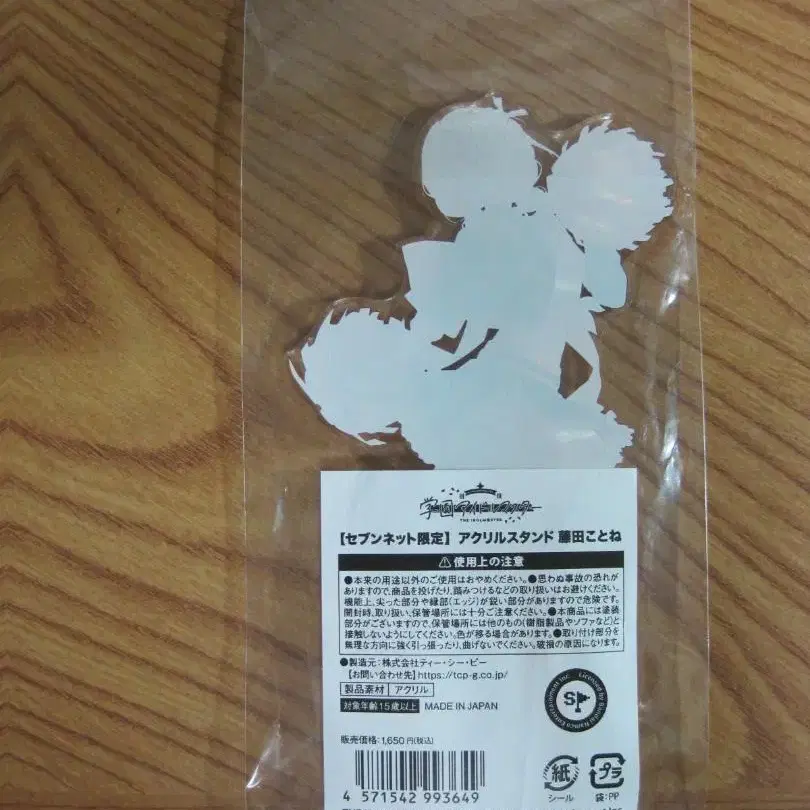 学園アイドルマスター
THE IDOLM@STER
【セブンネット限定】 アクリルスタンド 藤田ことね
⚠使用上の注意
●本来の用途以外のご使用はおやめください。●思わぬ事故の恐れが
ありますので、商品を投げたり、踏みつけるなどの取り扱いはお避けください。
機能上、尖った部分や縁部(エッジ)が鋭い部分がありますので危険です。
開封時、取り扱い、保管場所には十分ご注意ください。●本商品には塗装
部分がございますので、保管場所には他のもの(樹脂製品やソファなど)と
接触しないようにしてください。色が移る場合があります。●取り付け部分を
無理な方向に強く引っ張ったり、曲げないでください。破損の原因になります。
●製造元:株式会社ティー・シー・ピー
【お問い合わせ先】https://tcp-g.co.jp/
製品素材 アクリル
対象年齢15歳以上 MADE IN JAPAN
Licensed by Bandai Namco Entertainment Inc.
SP
販売価格:1,650円(税込)
4 571542 993649
紙
シール
プラ
袋:PP